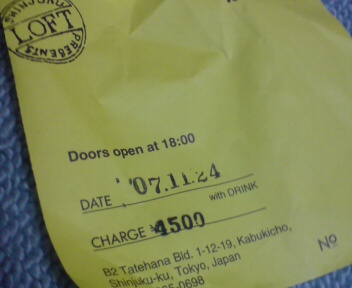 SHINJUKU
LOFT
PRESENTS
Doors open at 18:00
DATE '07.11.24
with DRINK
CHARGE ¥4500
B2 Tatehana Bld. 1-12-19, Kabukicho,
Shinjuku-ku, Tokyo, Japan
-0698
No